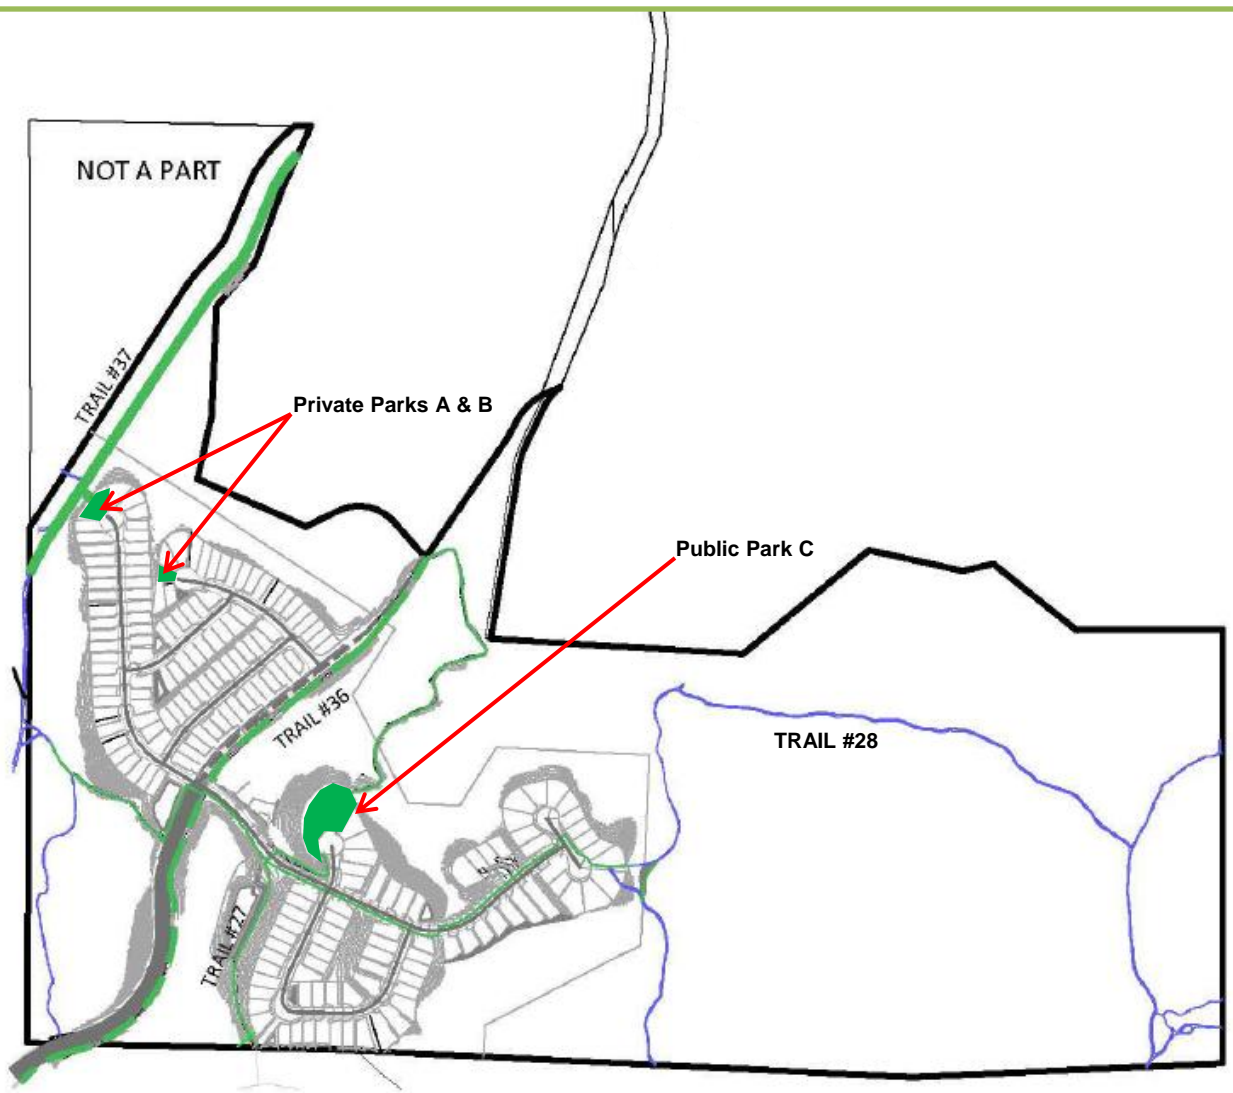 NOT A PART
TRAIL #37
Private Parks A & B
Public Park C
TRAIL #36
TRAIL #28
TRAIL #27